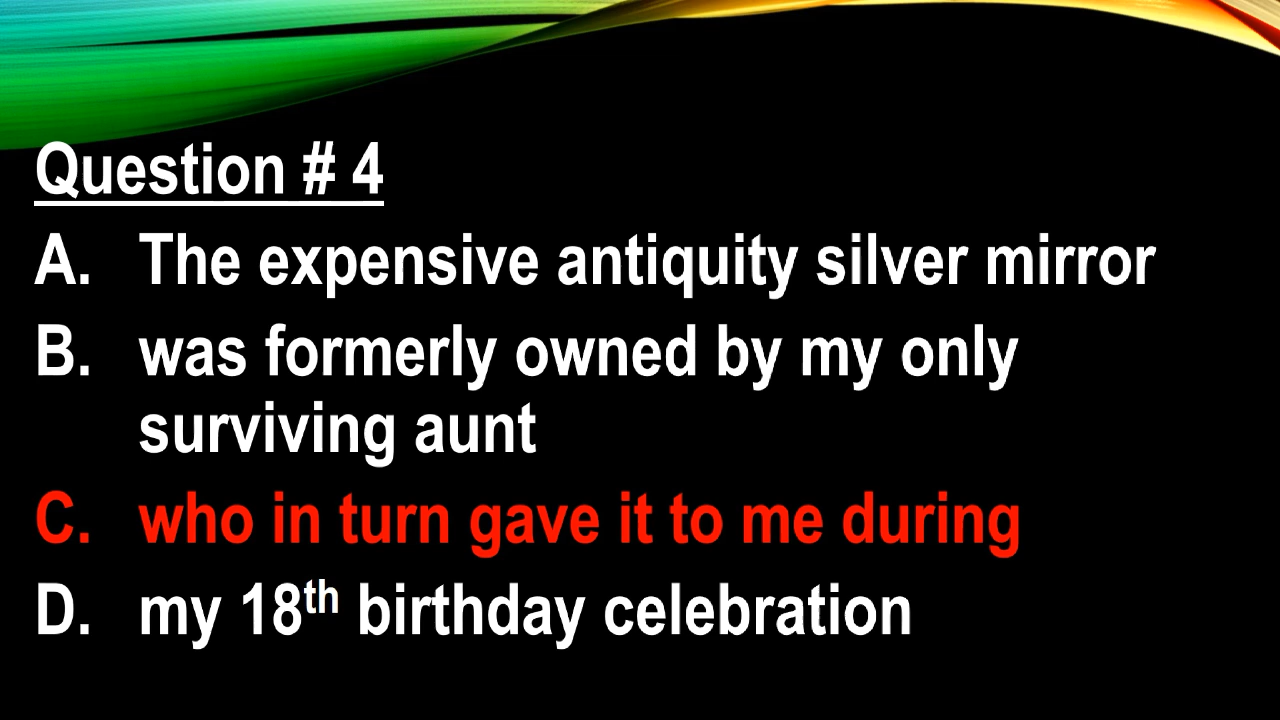 Question # 4
A. The expensive antiquity silver mirror
B. was formerly owned by my only
surviving aunt
C. who in turn gave it to me during
D. my 18th birthday celebration